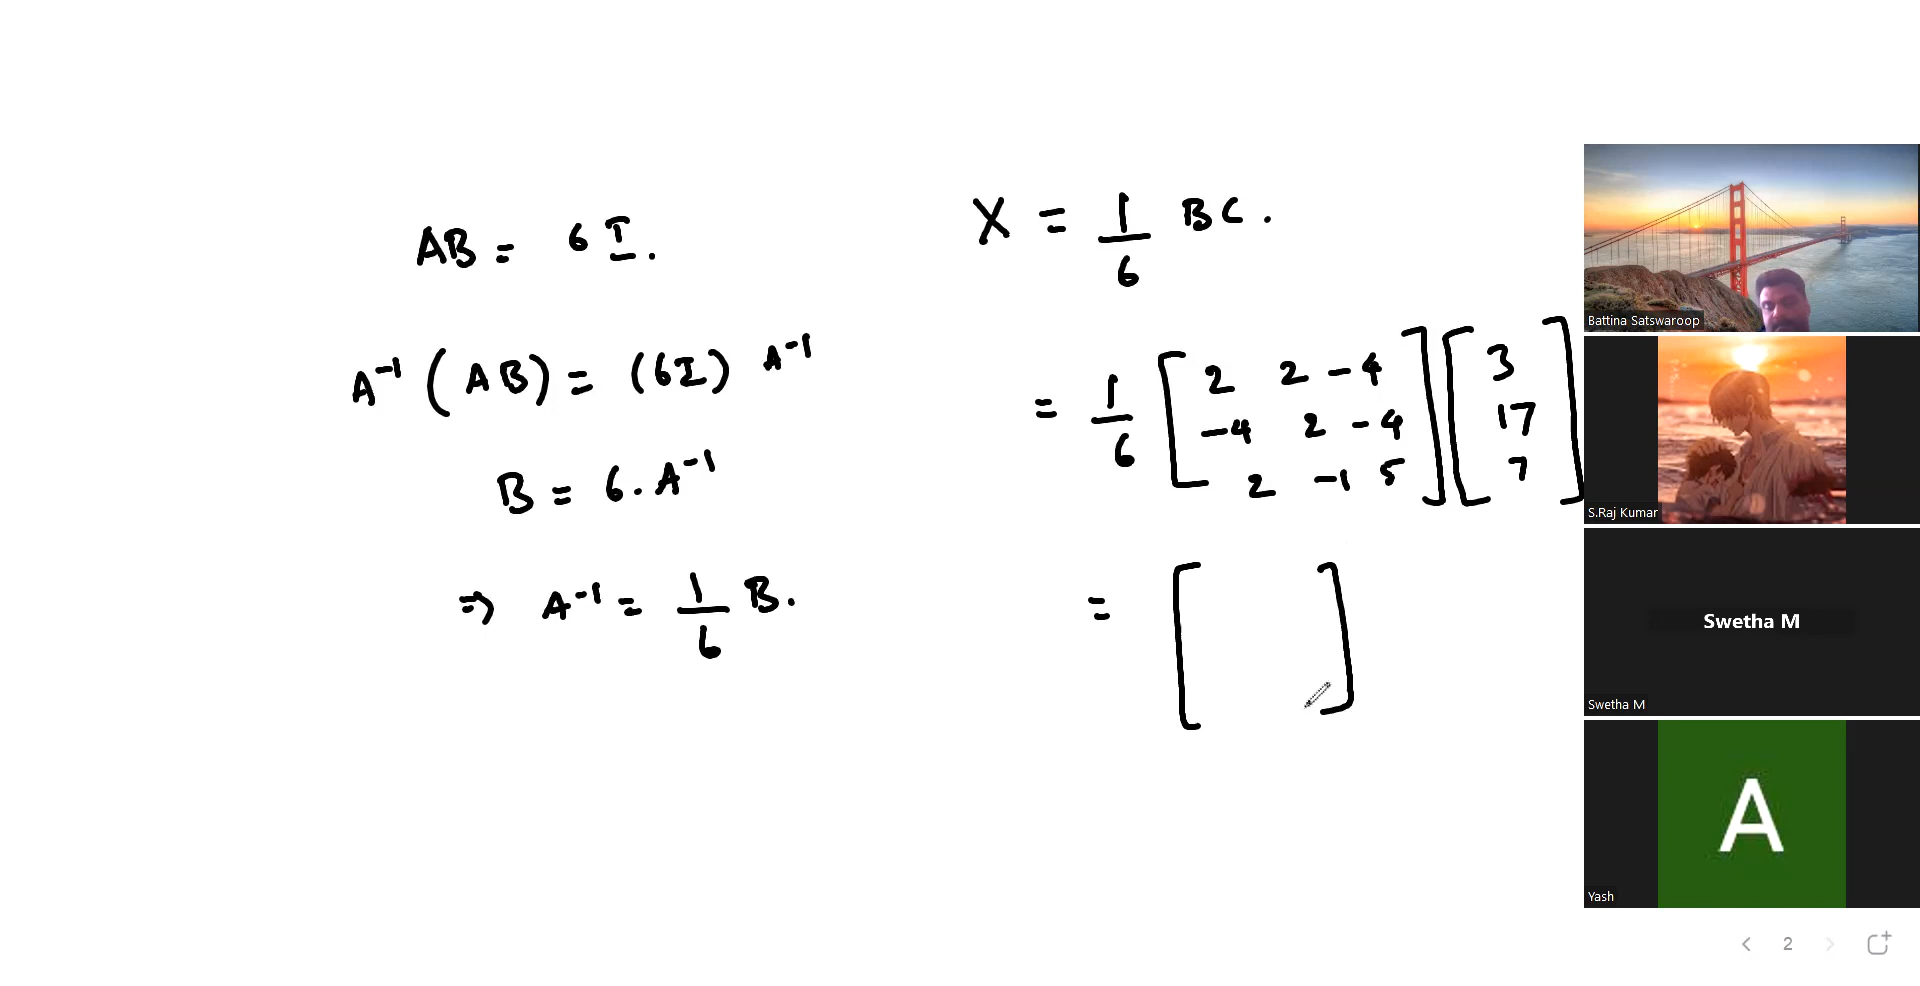 AB = 6 I.
A⁻¹ ( AB ) = (6I) A⁻¹
B = 6 . A⁻¹
⇒ A⁻¹ = 1/6 B.
X = 1/6 BC.
= 1/6 [ 2 2 -4 ] [ 3 ]
[ -4 2 -4 ] [ 17 ]
[ 2 -1 5 ] [ 7 ]
= [ ]
Battina Satswaroop
S.Raj Kumar
Swetha M
Swetha M
A
Yash
2